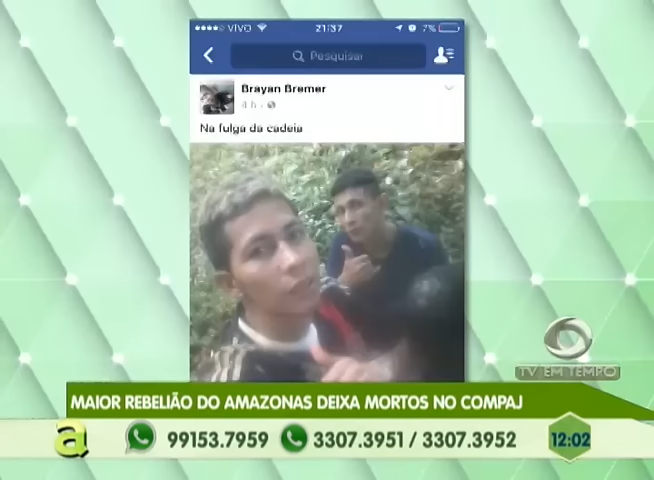 VIVO 21:37 7%
Pesquisar
Brayan Bremer
4 h
Na fulga da cadeia
TV EM TEMPO
MAIOR REBELIÃO DO AMAZONAS DEIXA MORTOS NO COMPAJ
a 99153.7959 3307.3951 / 3307.3952 12:02